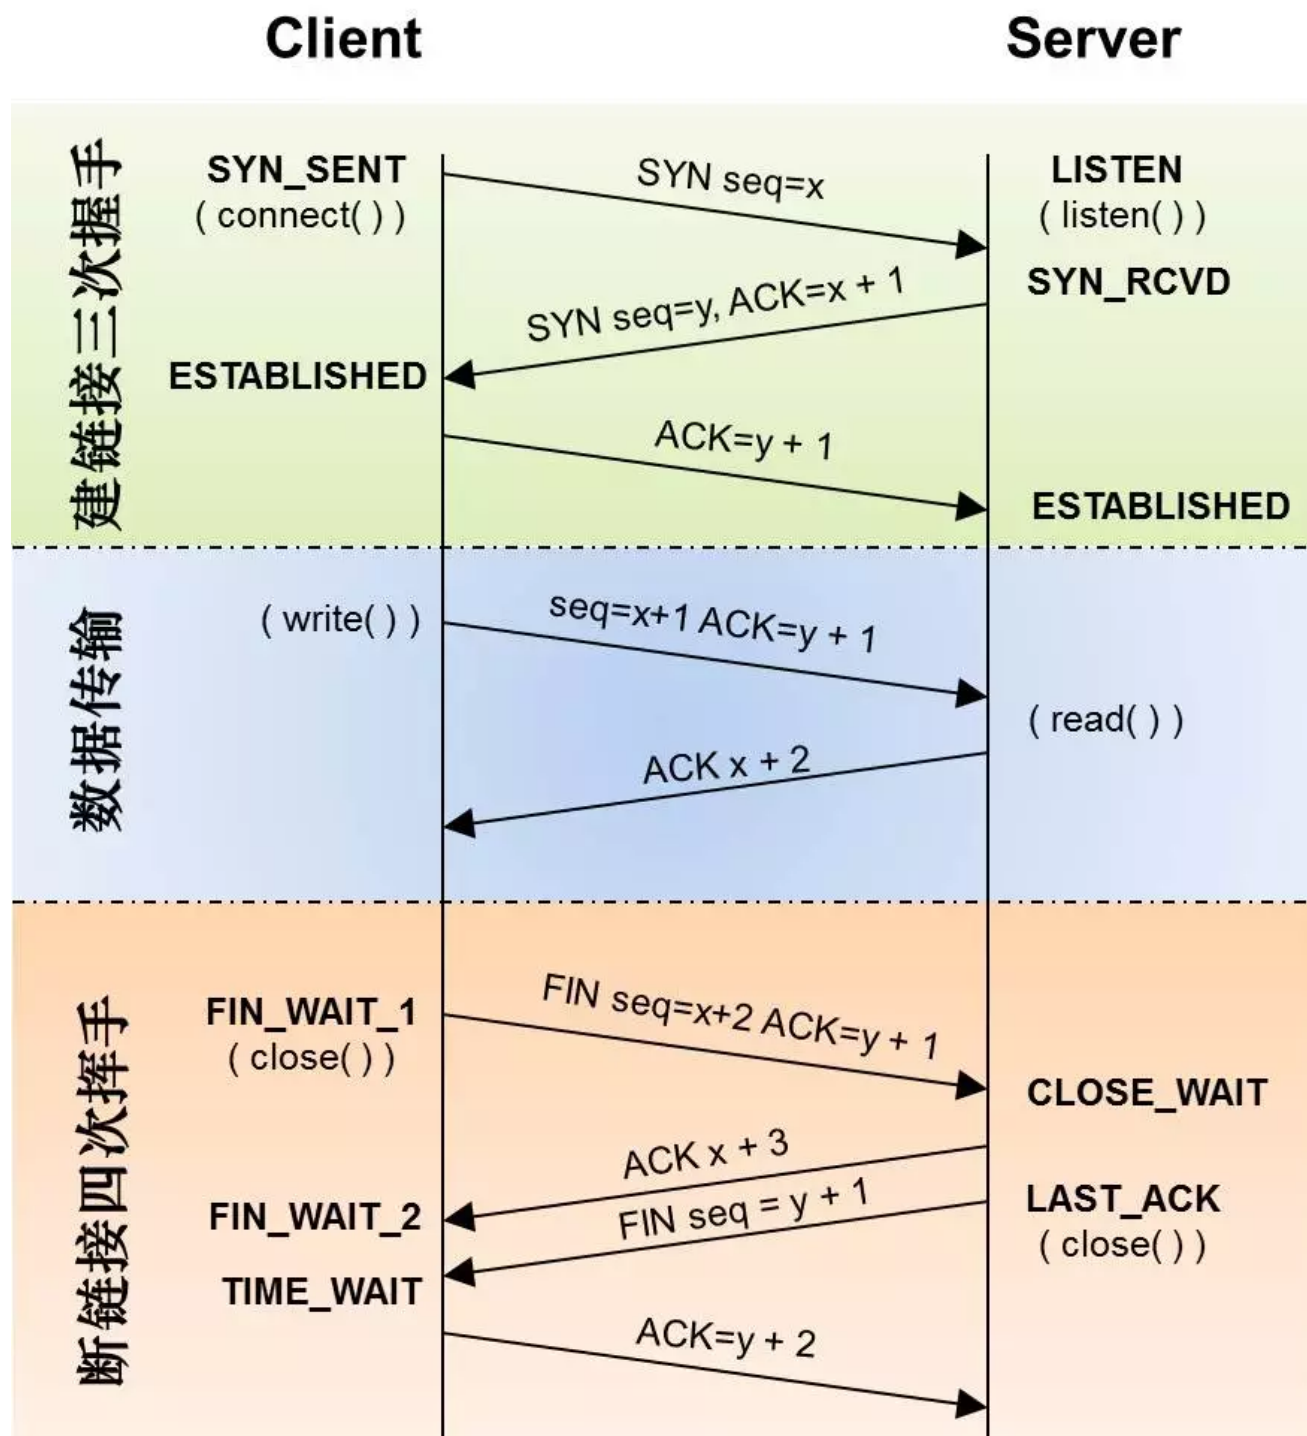 Client
Server
建链接三次握手
SYN_SENT
( connect( ) )
SYN seq=x
LISTEN
( listen( ) )
SYN_RCVD
SYN seq=y, ACK=x + 1
ESTABLISHED
ACK=y + 1
ESTABLISHED
数据传输
( write( ) )
seq=x+1 ACK=y + 1
( read( ) )
ACK x + 2
断链接四次挥手
FIN_WAIT_1
( close( ) )
FIN seq=x+2 ACK=y + 1
CLOSE_WAIT
ACK x + 3
FIN_WAIT_2
FIN seq = y + 1
LAST_ACK
( close( ) )
TIME_WAIT
ACK=y + 2